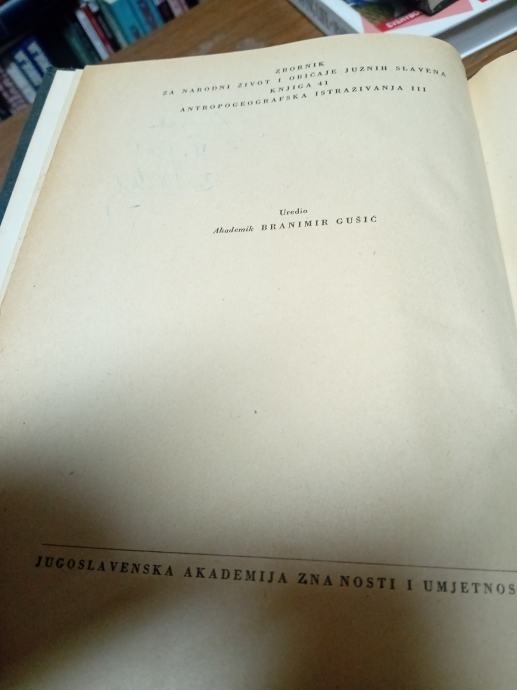 ZBORNIK
ZA NARODNI ŽIVOT I OBIČAJE JUŽNIH SLAVENA
KNJIGA 41
ANTROPOGEOGRAFSKA ISTRAŽIVANJA III
Uredio
Akademik BRANIMIR GUŠIĆ
JUGOSLAVENSKA AKADEMIJA ZNANOSTI I UMJETNOS